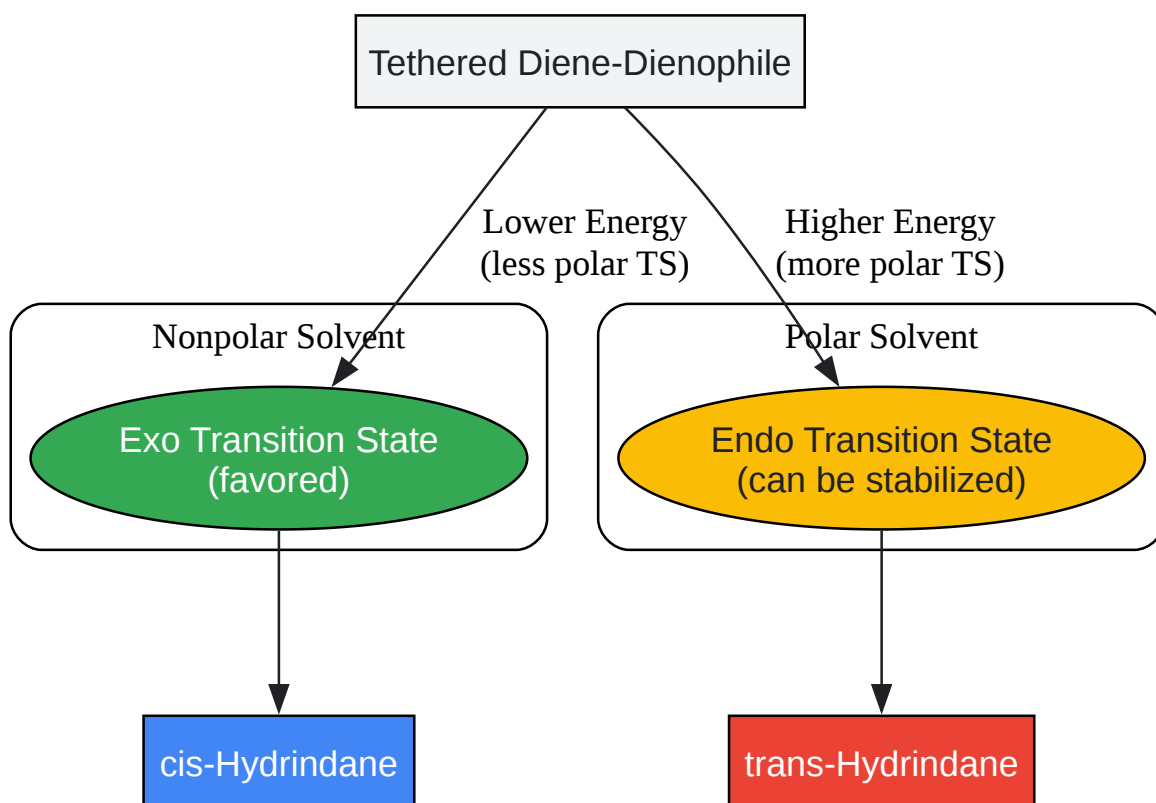 Tethered Diene-Dienophile
Lower Energy
(less polar TS)
Higher Energy
(more polar TS)
Nonpolar Solvent
Polar Solvent
Exo Transition State
(favored)
Endo Transition State
(can be stabilized)
cis-Hydrindane
trans-Hydrindane